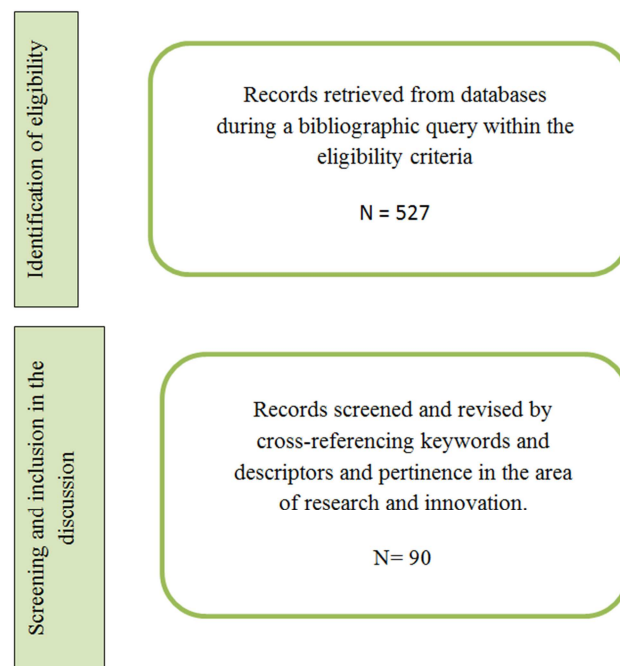 Identification of eligibility
Records retrieved from databases
during a bibliographic query within the
eligibility criteria
N = 527
Screening and inclusion in the
discussion
Records screened and revised by
cross-referencing keywords and
descriptors and pertinence in the area
of research and innovation.
N= 90